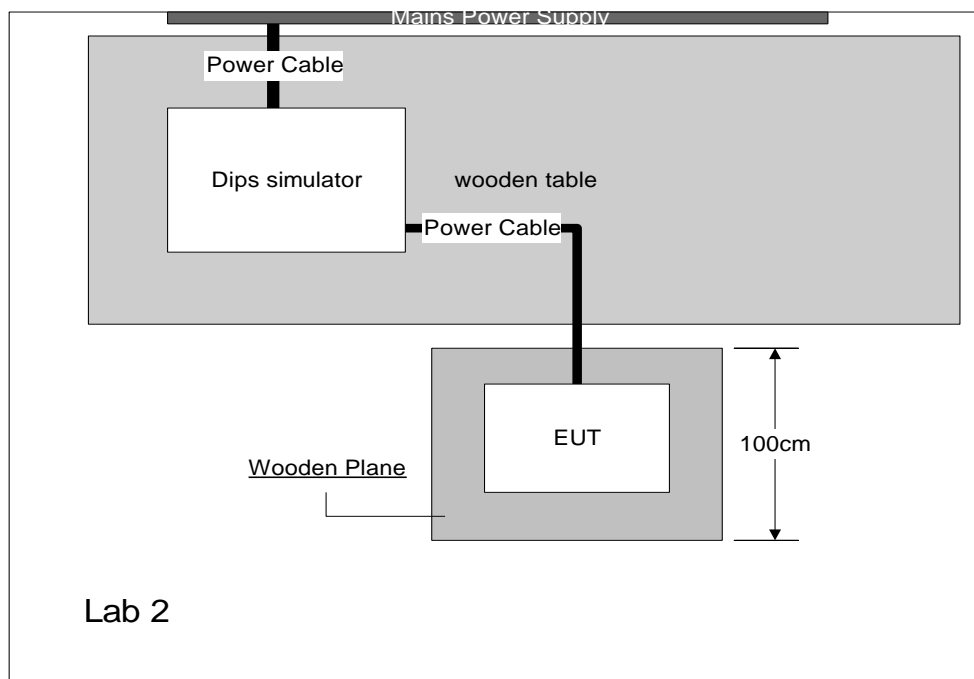 Mains Power Supply
Power Cable
Dips simulator
wooden table
Power Cable
EUT
100cm
Wooden Plane
Lab 2